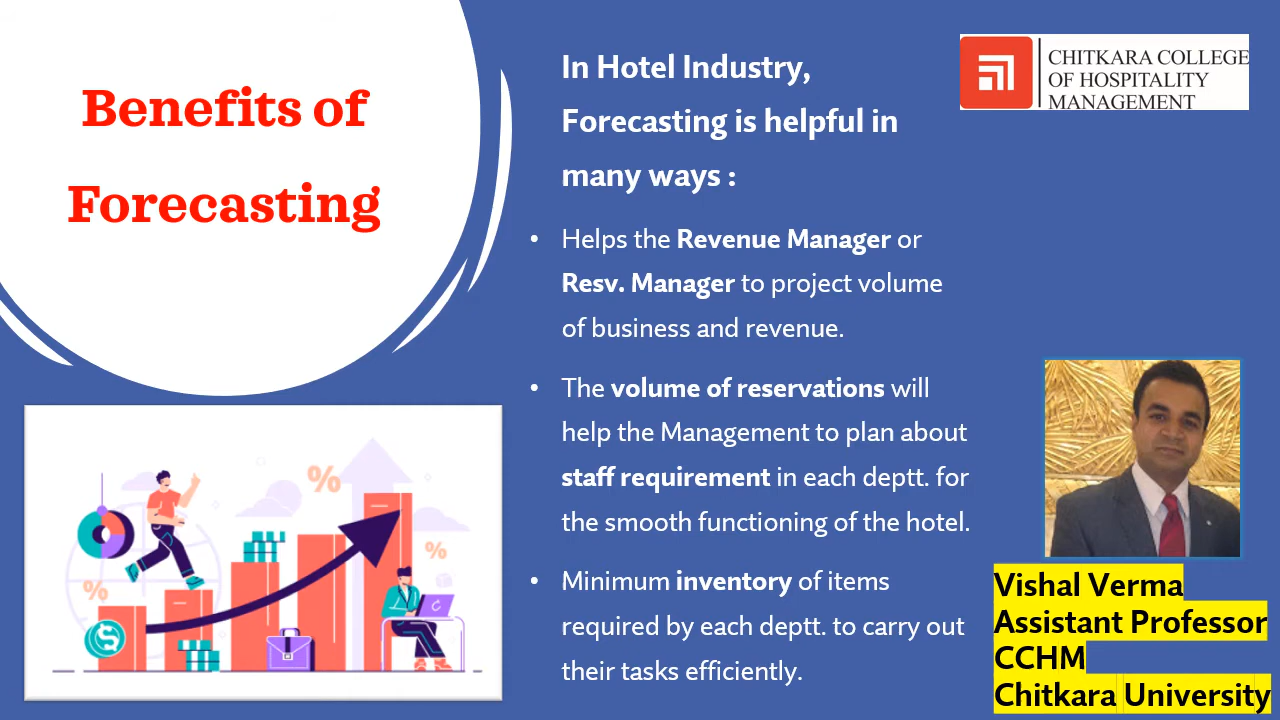 Benefits of
Forecasting
In Hotel Industry,
Forecasting is helpful in
many ways :
• Helps the Revenue Manager or
Resv. Manager to project volume
of business and revenue.
• The volume of reservations will
help the Management to plan about
staff requirement in each deptt. for
the smooth functioning of the hotel.
• Minimum inventory of items
required by each deptt. to carry out
their tasks efficiently.
CHITKARA COLLEGE
OF HOSPITALITY
MANAGEMENT
%
%
%
$
Vishal Verma
Assistant Professor
CCHM
Chitkara University